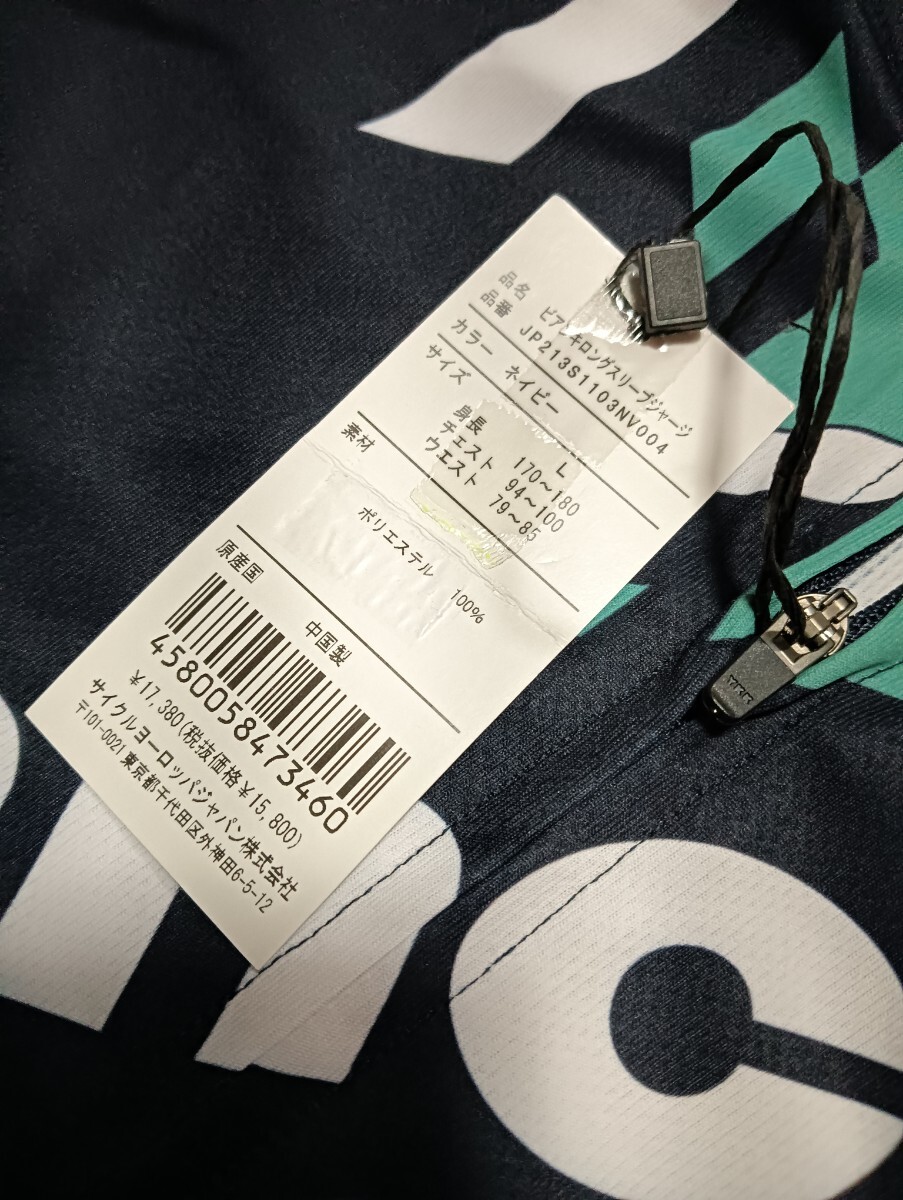 品名 ビアンキロングスリーブジャージ
品番 JP213S1103NV004
カラー ネイビー
サイズ L
身長 170～180
チェスト 94～100
ウエスト 79～85
素材
ポリエステル 100%
原産国
中国製
4580058473460
¥17,380(税抜価格¥15,800)
サイクルヨーロッパジャパン株式会社
〒101-0021 東京都千代田区外神田6-5-12